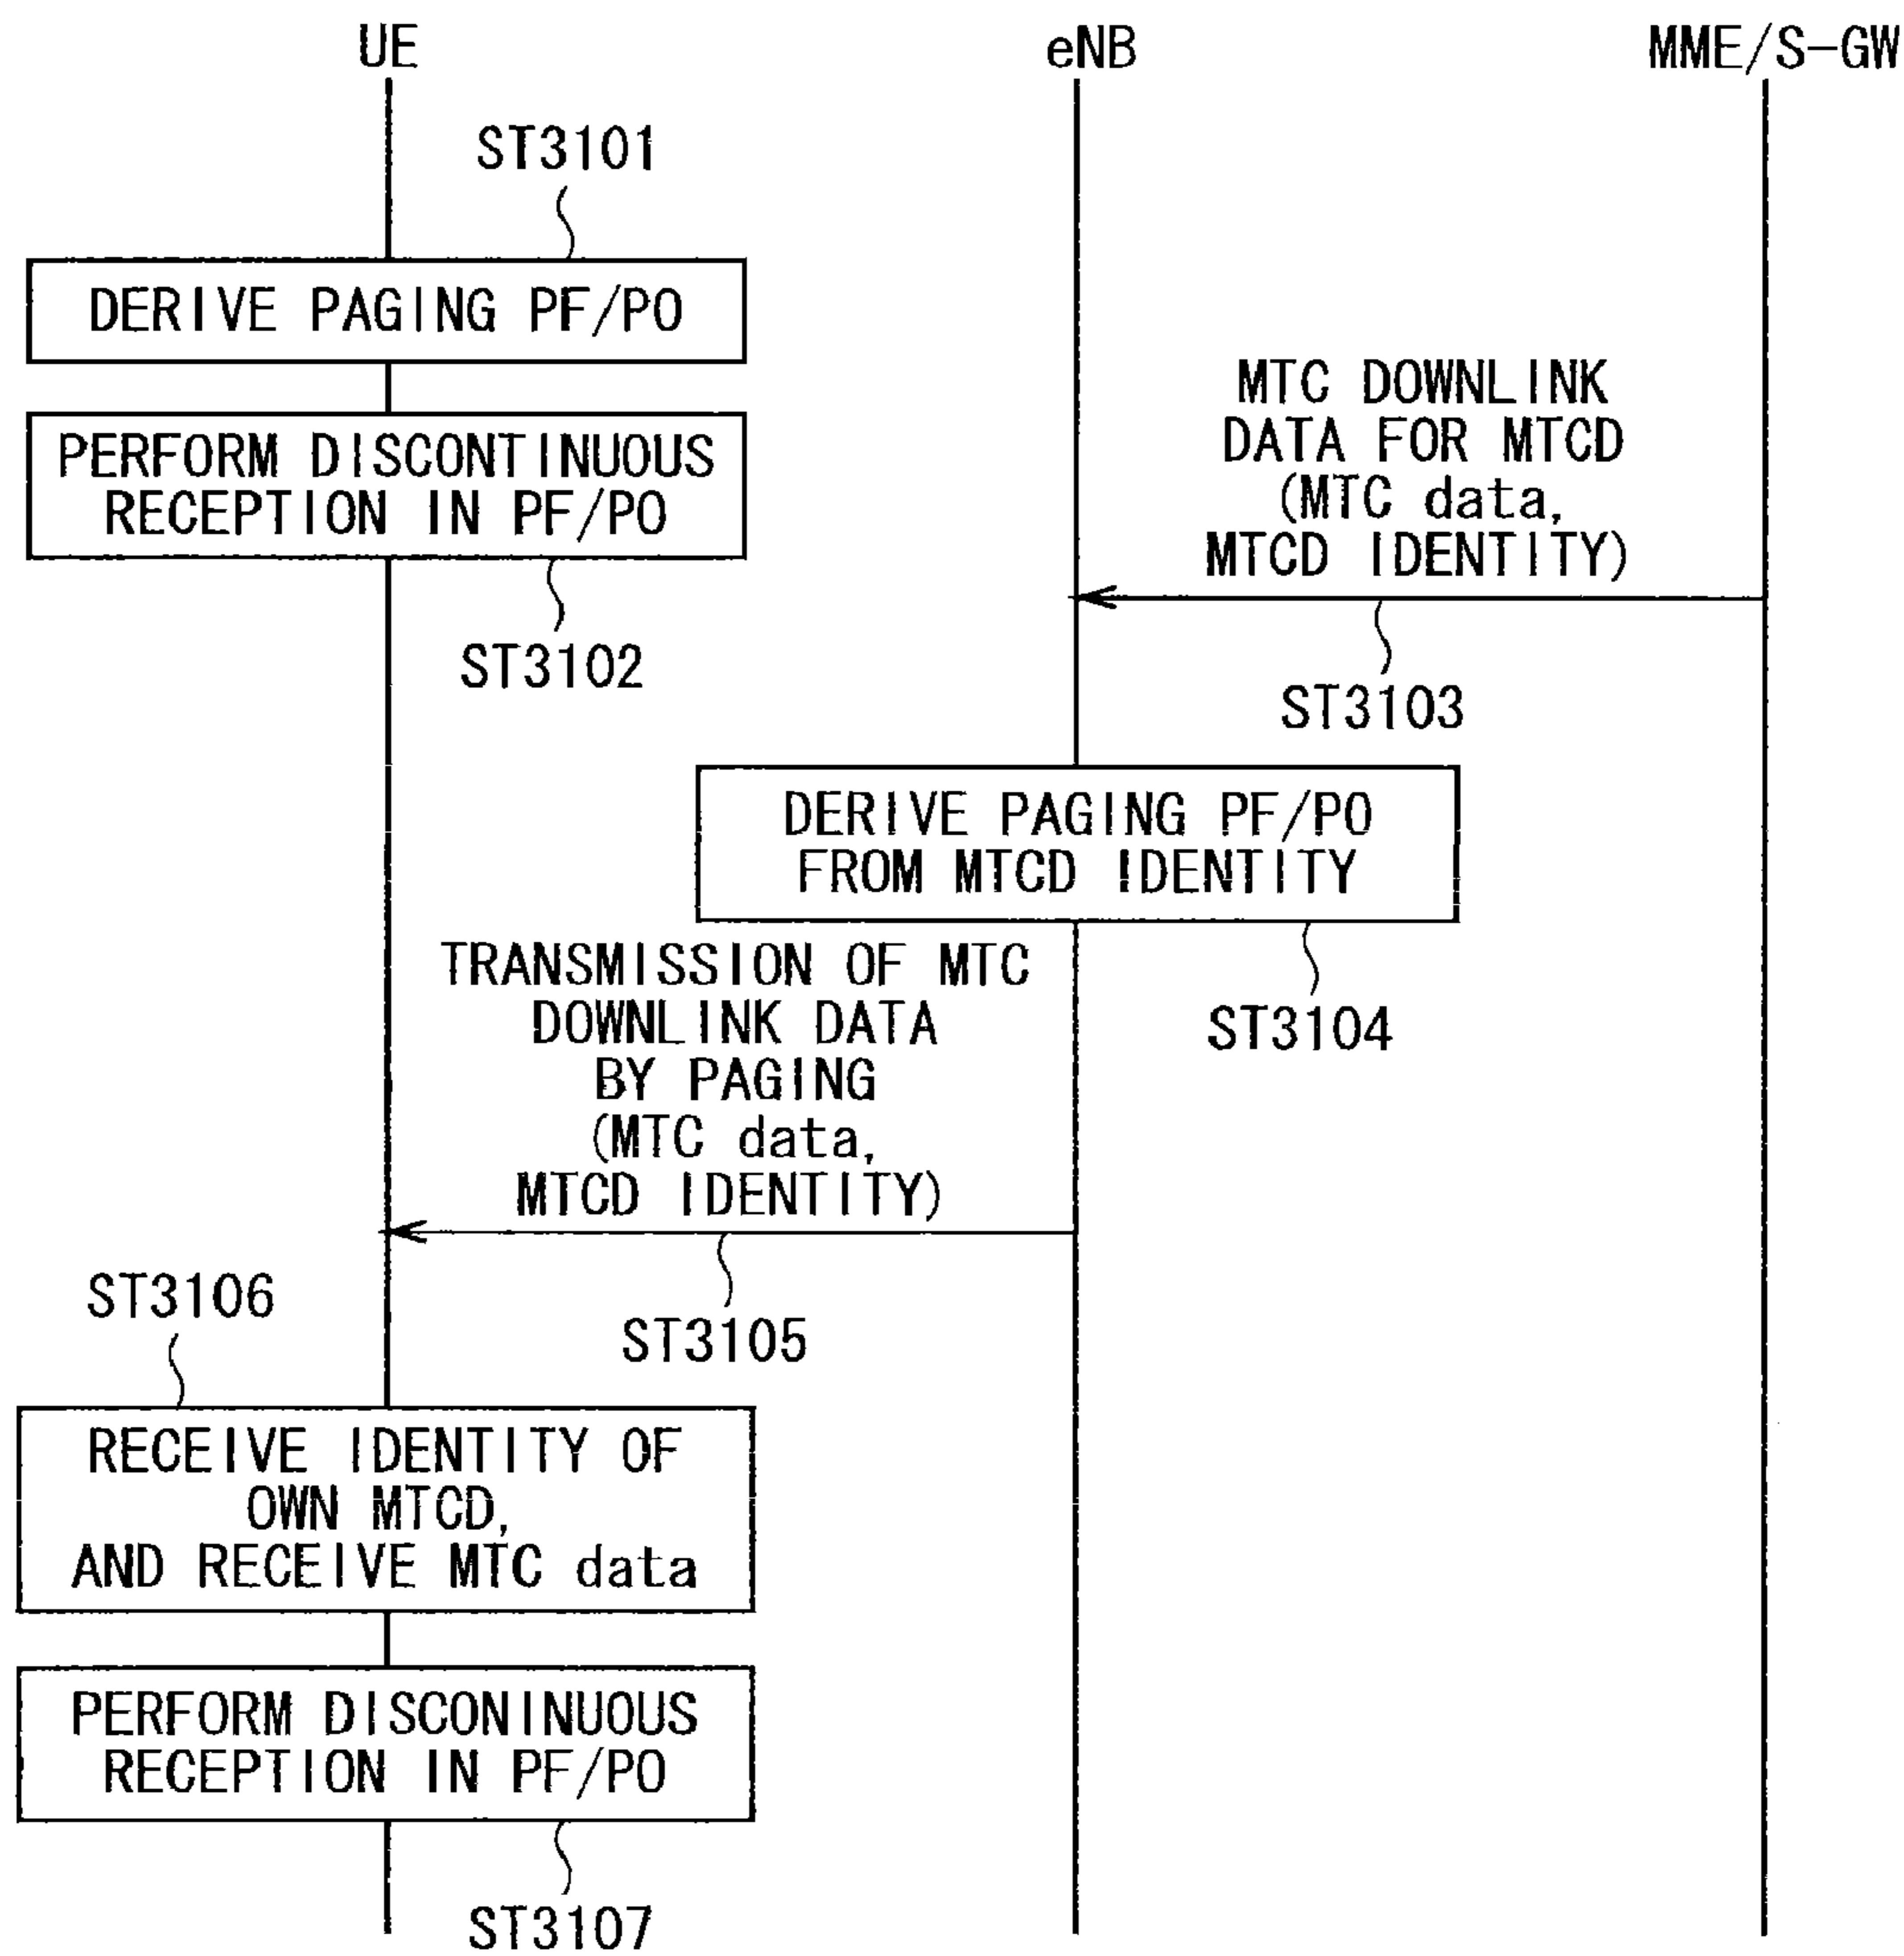 UE
eNB
MME/S-GW
ST3101
DERIVE PAGING PF/PO
PERFORM DISCONTINUOUS
RECEPTION IN PF/PO
ST3102
MTC DOWNLINK
DATA FOR MTCD
(MTC data,
MTCD IDENTITY)
ST3103
DERIVE PAGING PF/PO
FROM MTCD IDENTITY
ST3104
TRANSMISSION OF MTC
DOWNLINK DATA
BY PAGING
(MTC data,
MTCD IDENTITY)
ST3105
ST3106
RECEIVE IDENTITY OF
OWN MTCD,
AND RECEIVE MTC data
PERFORM DISCONINUOUS
RECEPTION IN PF/PO
ST3107